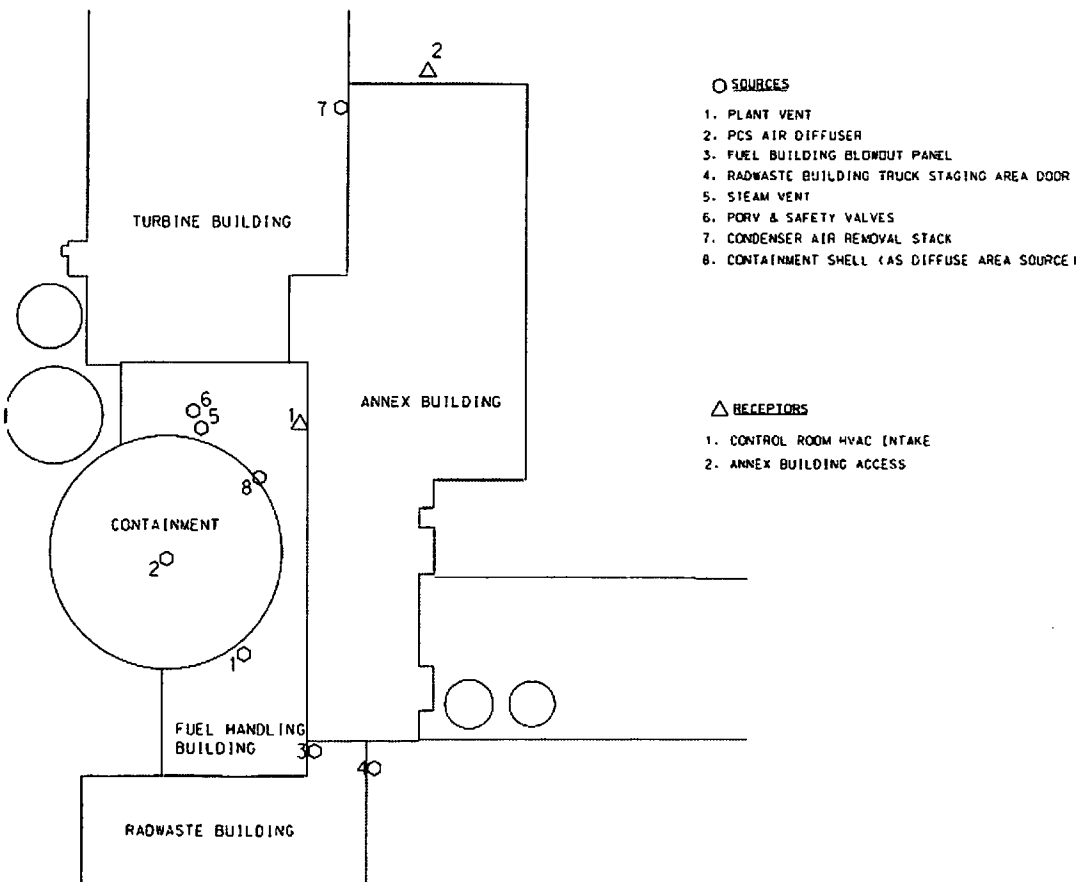 2
SOURCES
1. PLANT VENT
7
2. PCS AIR DIFFUSER
3. FUEL BUILDING BLOWOUT PANEL
4. RADWASTE BUILDING TRUCK STAGING AREA DOOR
5. STEAM VENT
6. PORV & SAFETY VALVES
7. CONDENSER AIR REMOVAL STACK
8. CONTAINMENT SHELL (AS DIFFUSE AREA SOURCE)
TURBINE BUILDING
6
5
1
ANNEX BUILDING
RECEPTORS
1. CONTROL ROOM HVAC INTAKE
2. ANNEX BUILDING ACCESS
8
CONTAINMENT
2
1
FUEL HANDLING
BUILDING
3
4
RADWASTE BUILDING